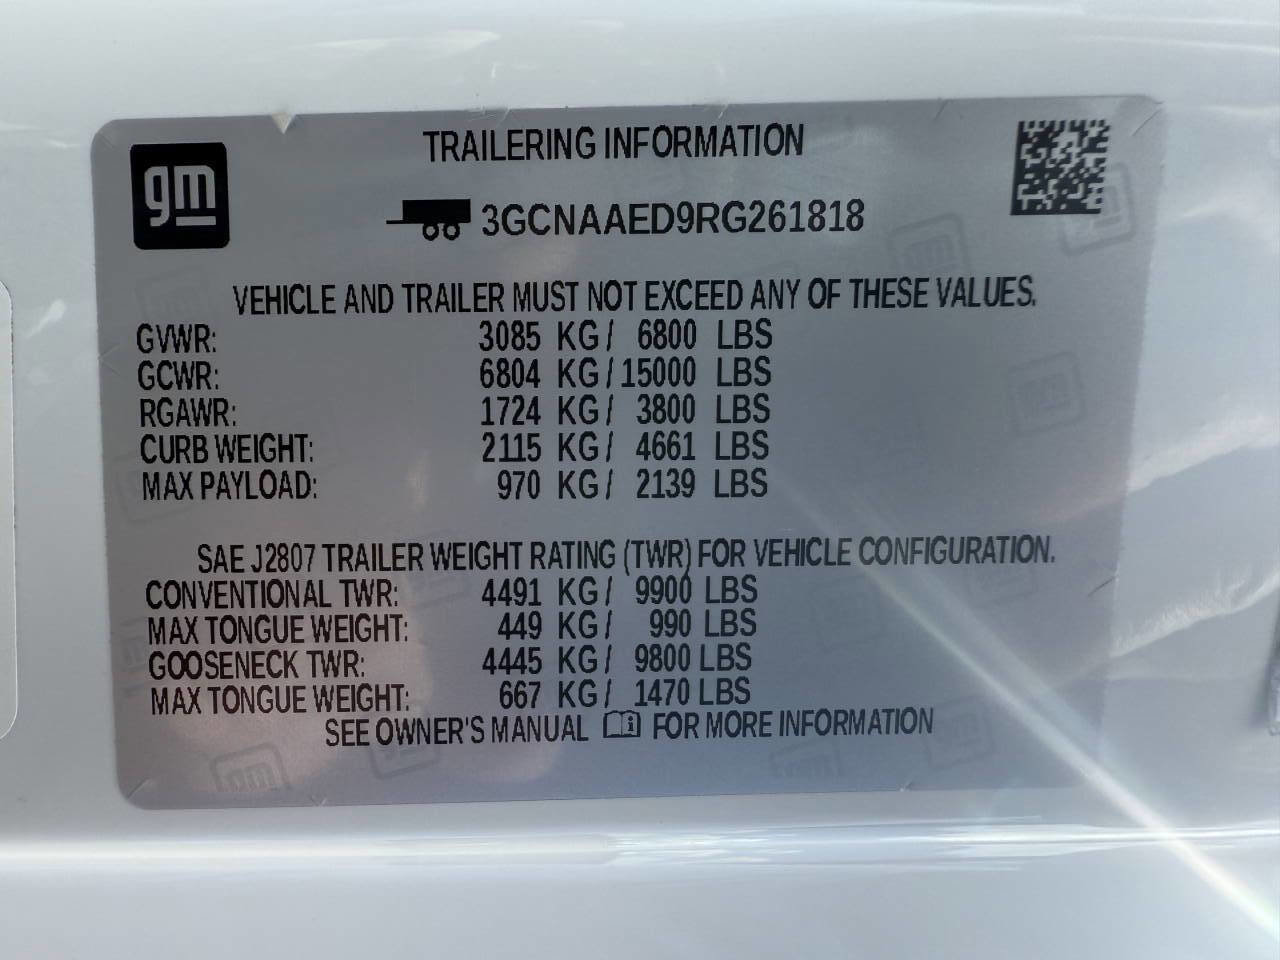 gm
TRAILERING INFORMATION
3GCNAAED9RG261818
VEHICLE AND TRAILER MUST NOT EXCEED ANY OF THESE VALUES.
GVWR: 3085 KG / 6800 LBS
GCWR: 6804 KG / 15000 LBS
RGAWR: 1724 KG / 3800 LBS
CURB WEIGHT: 2115 KG / 4661 LBS
MAX PAYLOAD: 970 KG / 2139 LBS
SAE J2807 TRAILER WEIGHT RATING (TWR) FOR VEHICLE CONFIGURATION.
CONVENTIONAL TWR: 4491 KG / 9900 LBS
MAX TONGUE WEIGHT: 449 KG / 990 LBS
GOOSENECK TWR: 4445 KG / 9800 LBS
MAX TONGUE WEIGHT: 667 KG / 1470 LBS
SEE OWNER'S MANUAL FOR MORE INFORMATION